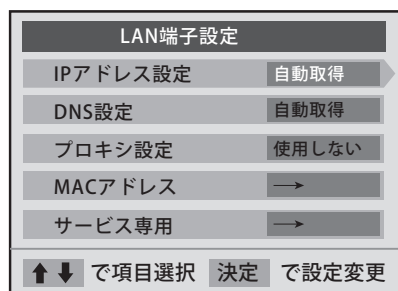 LAN端子設定
IPアドレス設定 自動取得
DNS設定 自動取得
プロキシ設定 使用しない
MACアドレス →
サービス専用 →
⬆⬇ で項目選択 決定 で設定変更